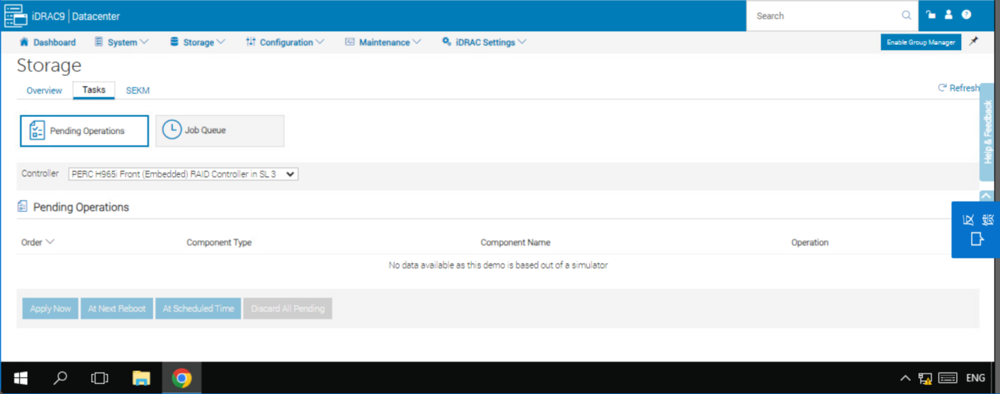 iDRAC9 | Datacenter
Search
Dashboard System Storage Configuration Maintenance iDRAC Settings Enable Group Manager
Storage
Overview Tasks SEKM
Refresh
Help & Feedback
Pending Operations Job Queue
Controller PERC H965i Front (Embedded) RAID Controller in SL 3
Pending Operations
Order Component Type Component Name Operation
No data available as this demo is based out of a simulator
Apply Now At Next Reboot At Scheduled Time Discard All Pending
ENG